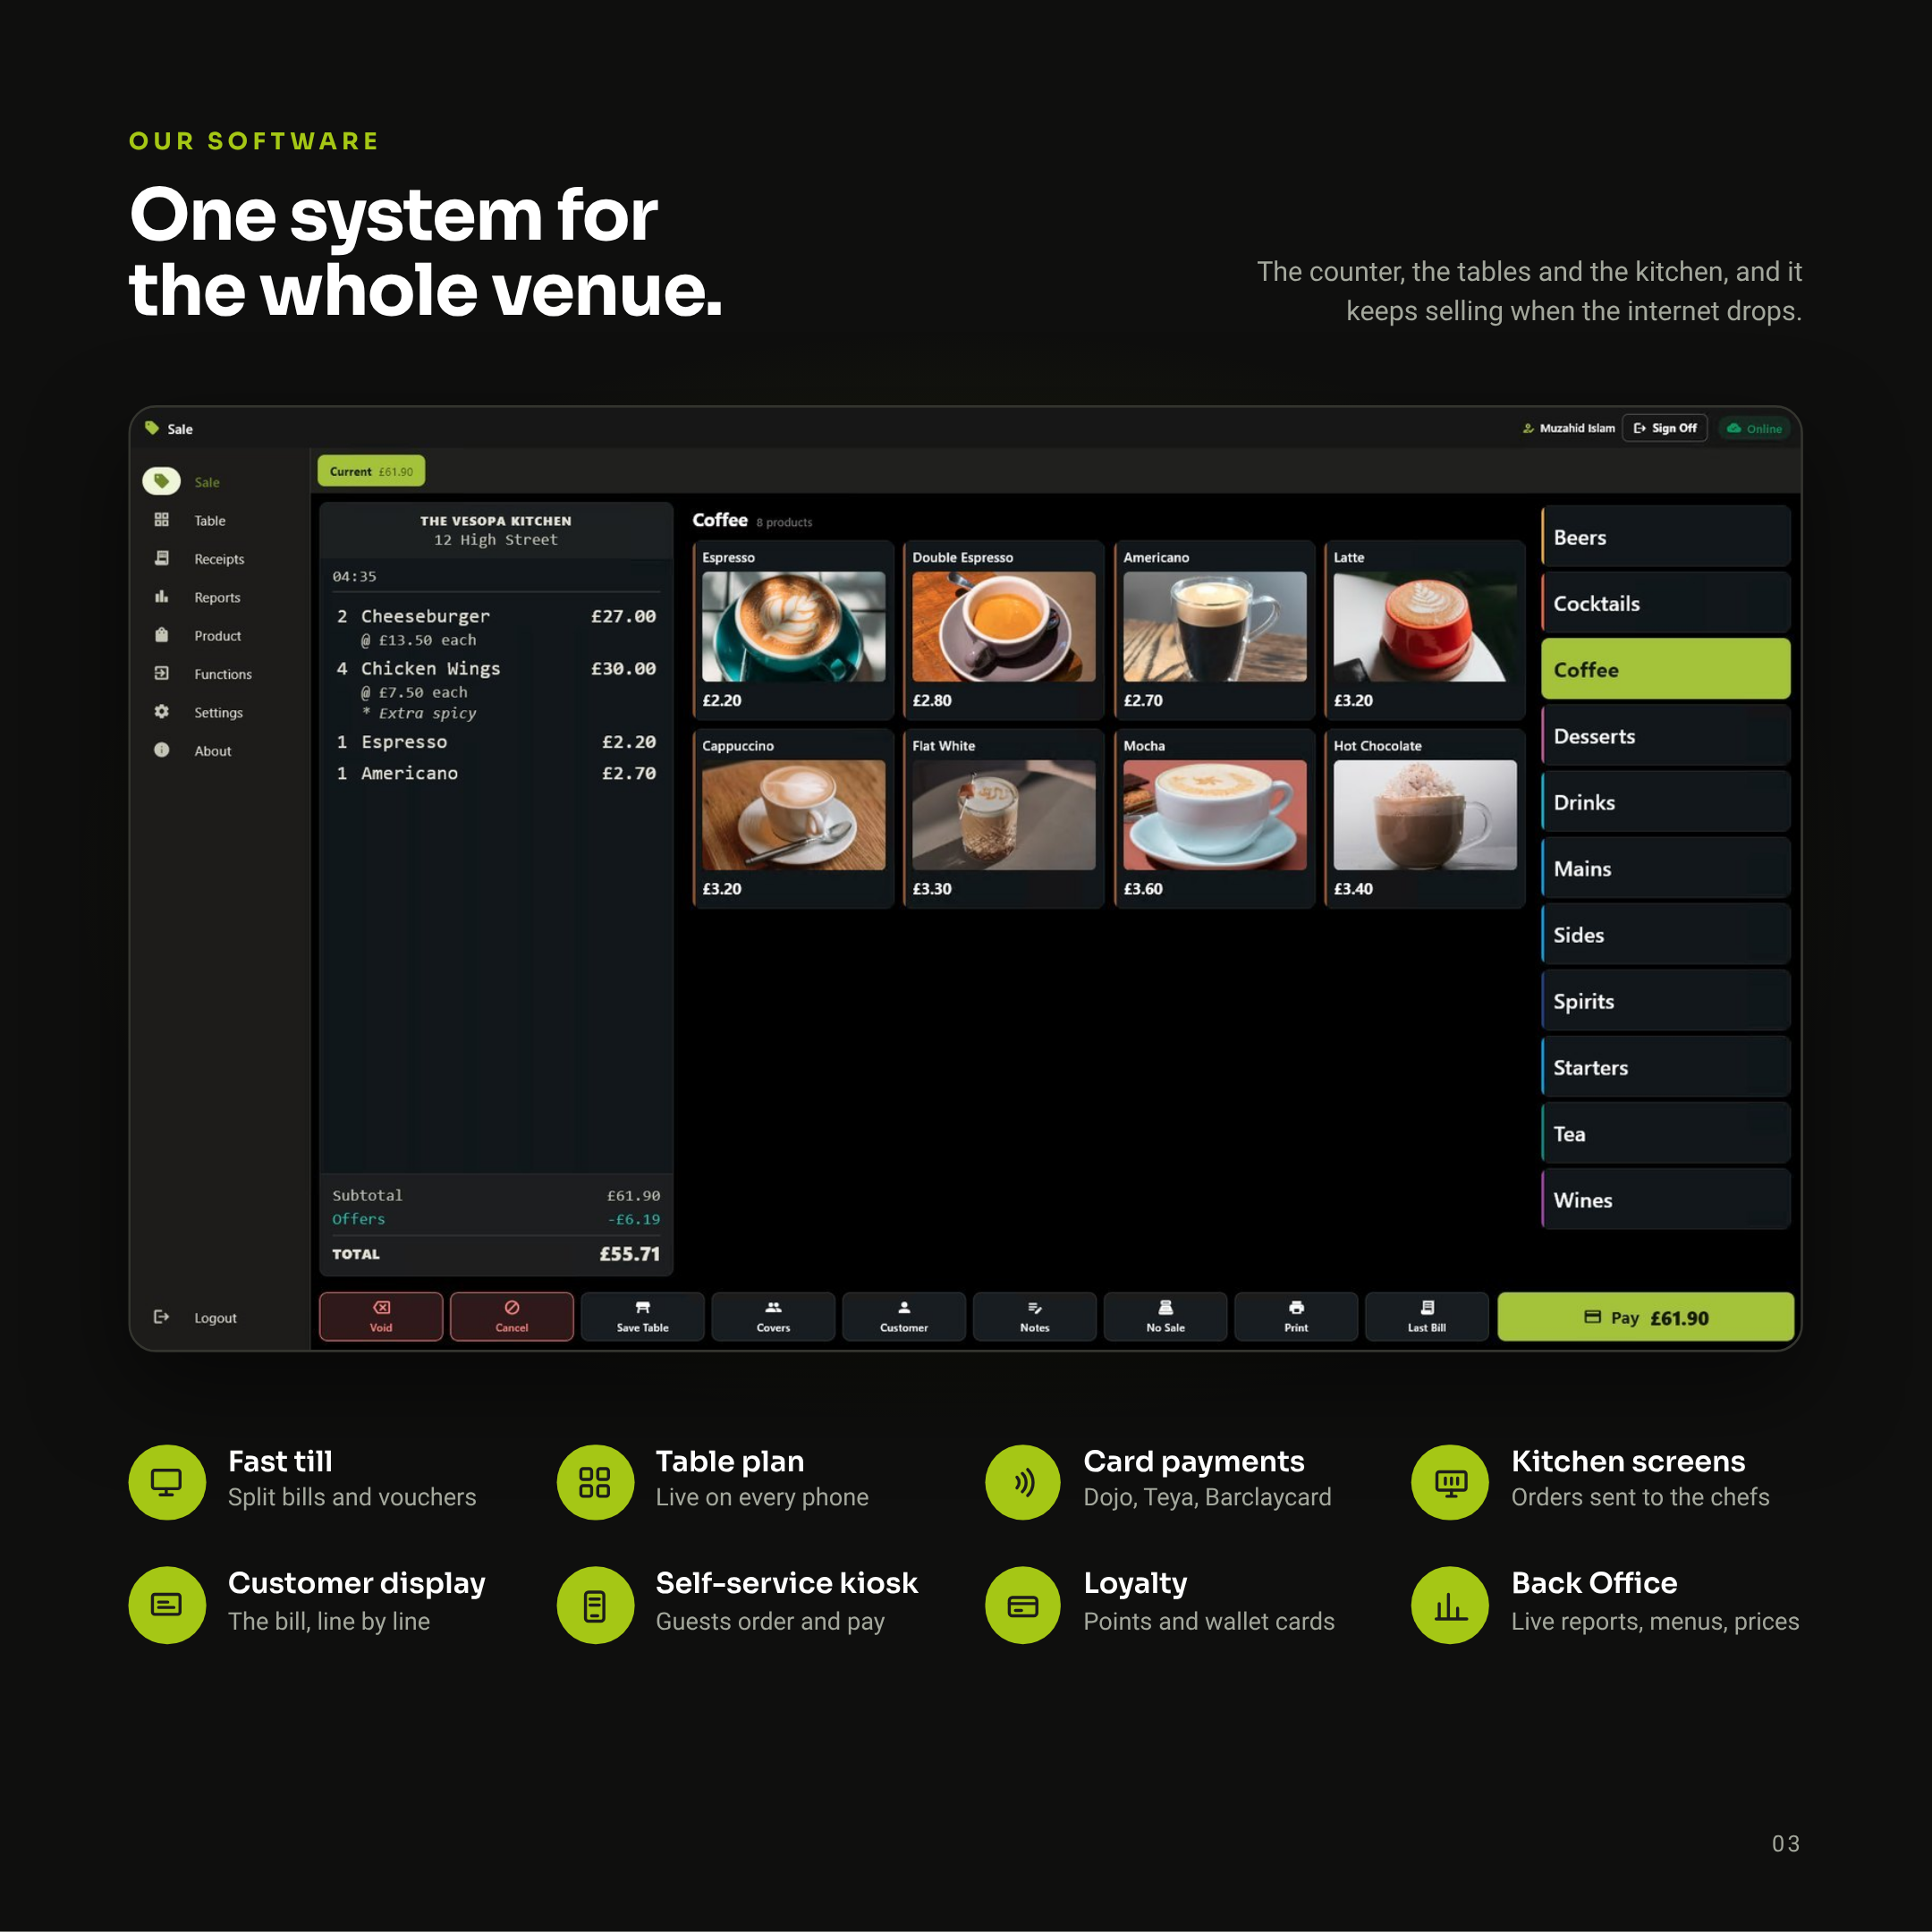 OUR SOFTWARE
One system for
the whole venue.
The counter, the tables and the kitchen, and it
keeps selling when the internet drops.
Sale
Muzahid Islam
Sign Off
Online
Sale
Table
Receipts
Reports
Product
Functions
Settings
About
Logout
Current £61.90
THE VESOPA KITCHEN
12 High Street
04:35
2 Cheeseburger £27.00
@ £13.50 each
4 Chicken Wings £30.00
@ £7.50 each
* Extra spicy
1 Espresso £2.20
1 Americano £2.70
Subtotal £61.90
Offers -£6.19
TOTAL £55.71
Coffee 8 products
Espresso
£2.20
Double Espresso
£2.80
Americano
£2.70
Latte
£3.20
Cappuccino
£3.20
Flat White
£3.30
Mocha
£3.60
Hot Chocolate
£3.40
Beers
Cocktails
Coffee
Desserts
Drinks
Mains
Sides
Spirits
Starters
Tea
Wines
Void
Cancel
Save Table
Covers
Customer
Notes
No Sale
Print
Last Bill
Pay £61.90
Fast till
Split bills and vouchers
Table plan
Live on every phone
Card payments
Dojo, Teya, Barclaycard
Kitchen screens
Orders sent to the chefs
Customer display
The bill, line by line
Self-service kiosk
Guests order and pay
Loyalty
Points and wallet cards
Back Office
Live reports, menus, prices
03